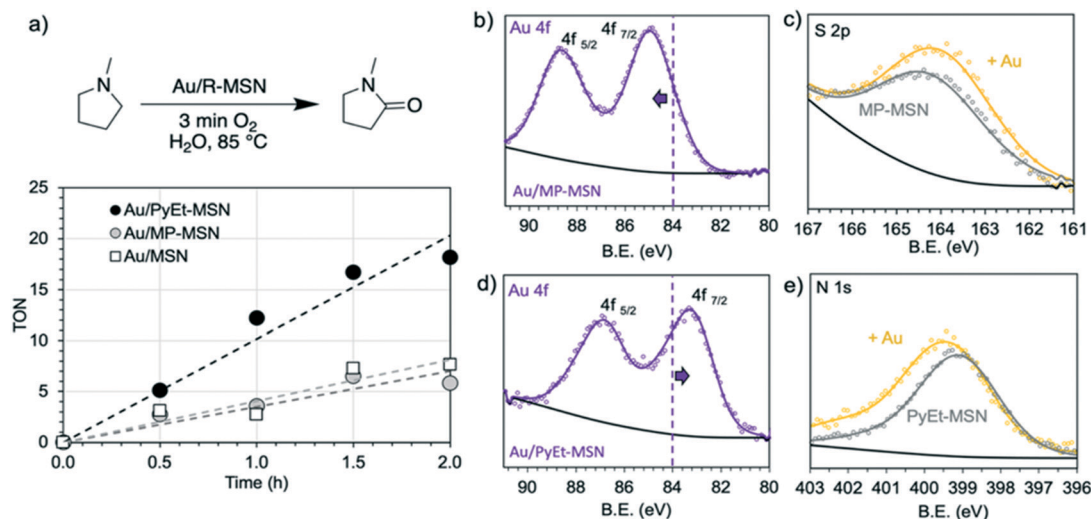 a)
N
O
Au/R-MSN
3 min O₂
H₂O, 85 °C
N
25
20
15
10
5
0
TON
Au/PyEt-MSN
Au/MP-MSN
Au/MSN
0.0 0.5 1.0 1.5 2.0
Time (h)
b)
Au 4f
4f 5/2
4f 7/2
Au/MP-MSN
90 88 86 84 82 80
B.E. (eV)
c)
S 2p
+ Au
MP-MSN
167 166 165 164 163 162 161
B.E. (eV)
d)
Au 4f
4f 5/2
4f 7/2
Au/PyEt-MSN
90 88 86 84 82 80
B.E. (eV)
e)
N 1s
+ Au
PyEt-MSN
403 402 401 400 399 398 397 396
B.E. (eV)